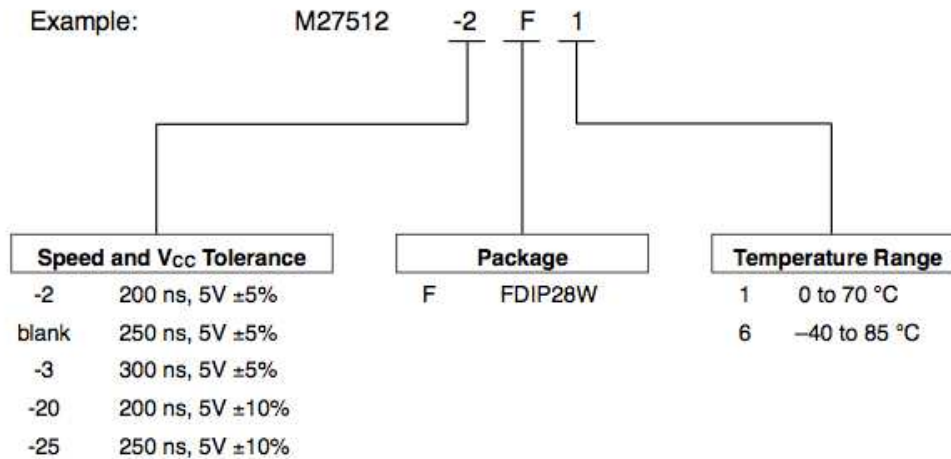 Example: M27512 -2 F 1
Speed and VCC Tolerance
-2 200 ns, 5V ±5%
blank 250 ns, 5V ±5%
-3 300 ns, 5V ±5%
-20 200 ns, 5V ±10%
-25 250 ns, 5V ±10%
Package
F FDIP28W
Temperature Range
1 0 to 70 °C
6 –40 to 85 °C